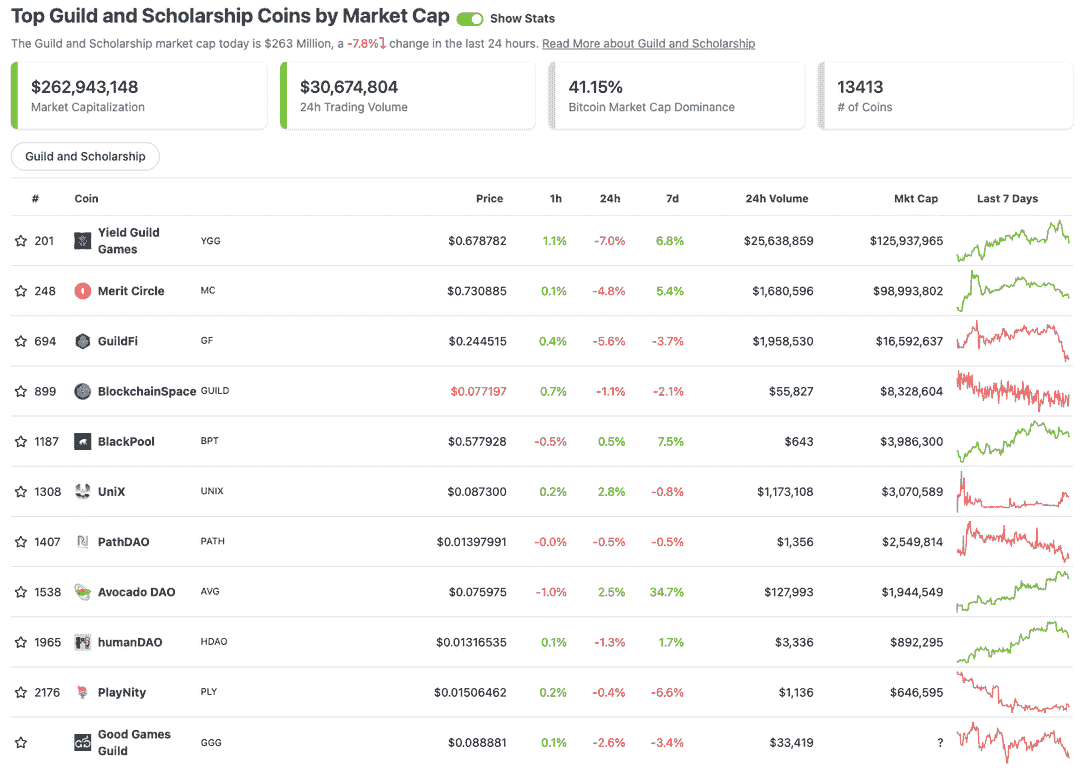 Top Guild and Scholarship Coins by Market Cap Show Stats
The Guild and Scholarship market cap today is $263 Million, a -7.8% change in the last 24 hours. Read More about Guild and Scholarship
$262,943,148 $30,674,804 41.15% 13413
Market Capitalization 24h Trading Volume Bitcoin Market Cap Dominance # of Coins
Guild and Scholarship
# Coin Price 1h 24h 7d 24h Volume Mkt Cap Last 7 Days
201 Yield Guild Games YGG $0.678782 1.1% -7.0% 6.8% $25,638,859 $125,937,965
248 Merit Circle MC $0.730885 0.1% -4.8% 5.4% $1,680,596 $98,993,802
694 GuildFi GF $0.244515 0.4% -5.6% -3.7% $1,958,530 $16,592,637
899 BlockchainSpace GUILD $0.077197 0.7% -1.1% -2.1% $55,827 $8,328,604
1187 BlackPool BPT $0.577928 -0.5% 0.5% 7.5% $643 $3,986,300
1308 UniX UNIX $0.087300 0.2% 2.8% -0.8% $1,173,108 $3,070,589
1407 PathDAO PATH $0.01397991 -0.0% -0.5% -0.5% $1,356 $2,549,814
1538 Avocado DAO AVG $0.075975 -1.0% 2.5% 34.7% $127,993 $1,944,549
1965 humanDAO HDAO $0.01316535 0.1% -1.3% 1.7% $3,336 $892,295
2176 PlayNity PLY $0.01506462 0.2% -0.4% -6.6% $1,136 $646,595
Good Games Guild GGG $0.088881 0.1% -2.6% -3.4% $33,419 ?